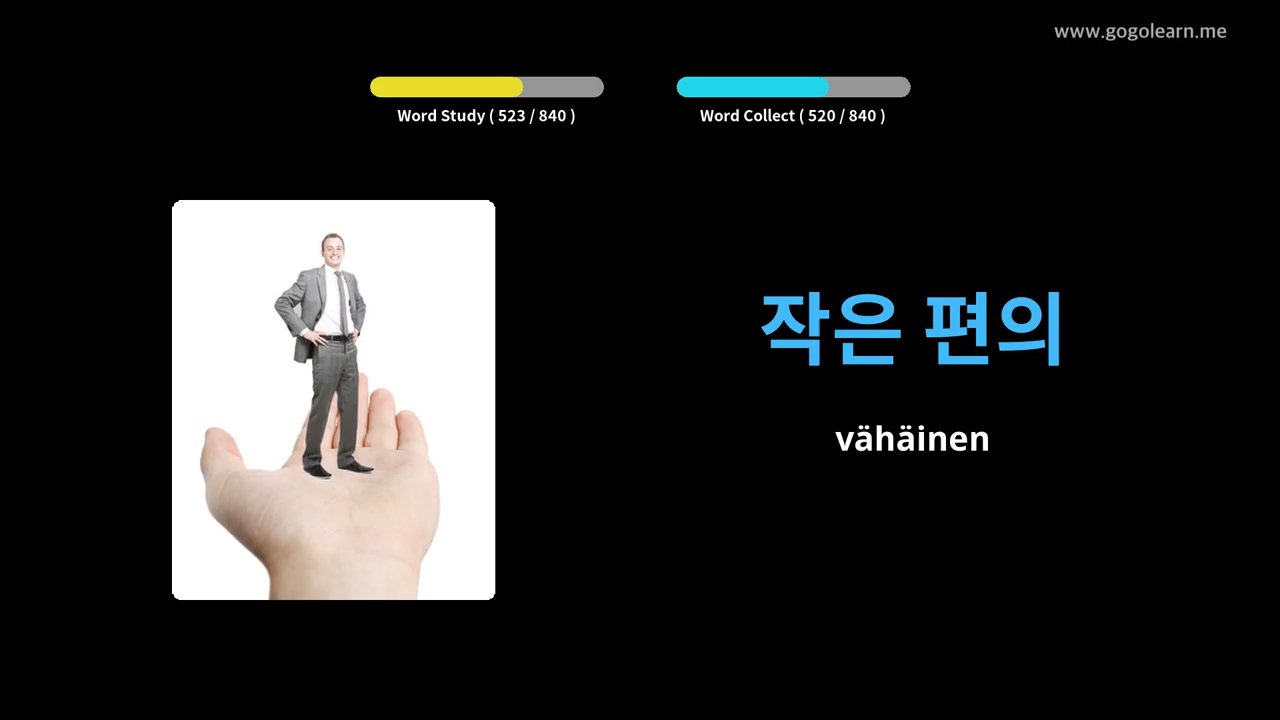 www.gogolearn.me
Word Study ( 523 / 840 )
Word Collect ( 520 / 840 )
작은 편의
vähäinen